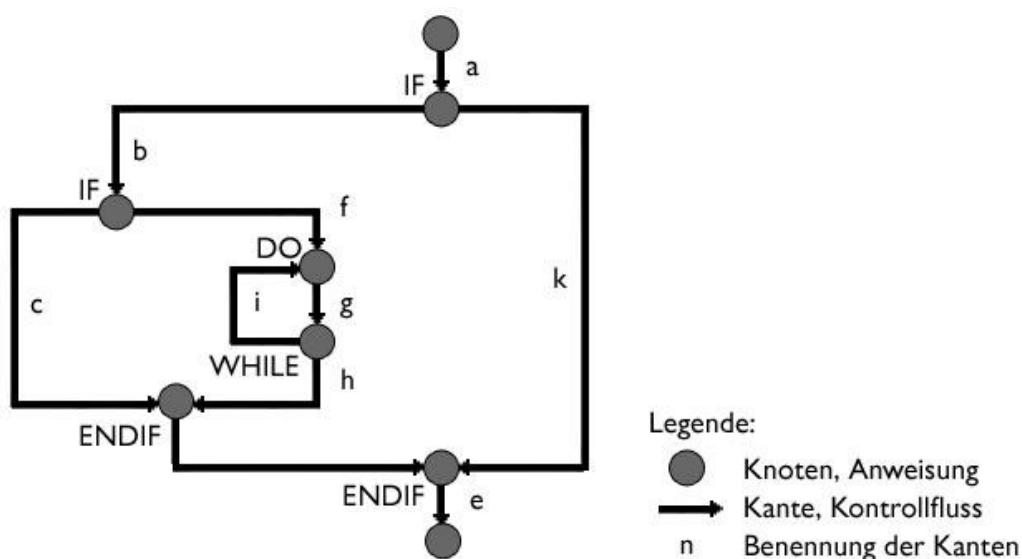 a
IF
b
IF
f
DO
k
c
i
g
WHILE
h
ENDIF
ENDIF
e
Legende:
Knoten, Anweisung
Kante, Kontrollfluss
n Benennung der Kanten